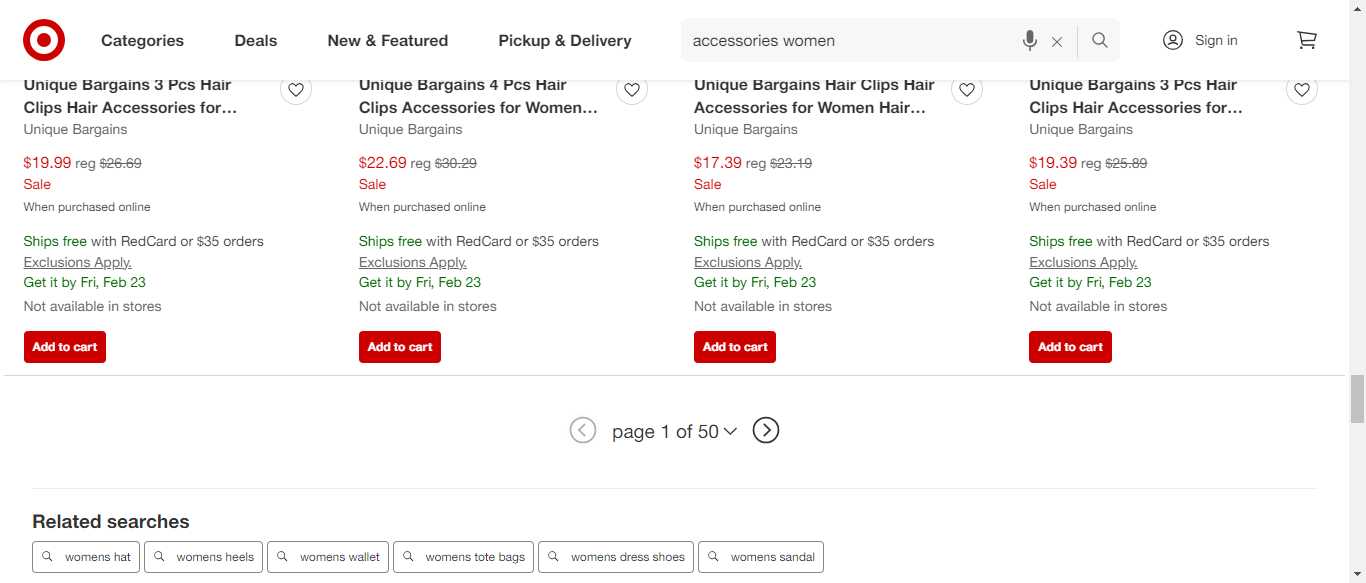 Categories
Deals
New & Featured
Pickup & Delivery
accessories women
Sign in
Unique Bargains 3 Pcs Hair
Clips Hair Accessories for…
Unique Bargains
$19.99 reg $26.69
Sale
When purchased online
Ships free with RedCard or $35 orders
Exclusions Apply.
Get it by Fri, Feb 23
Not available in stores
Add to cart
Unique Bargains 4 Pcs Hair
Clips Accessories for Women…
Unique Bargains
$22.69 reg $30.29
Sale
When purchased online
Ships free with RedCard or $35 orders
Exclusions Apply.
Get it by Fri, Feb 23
Not available in stores
Add to cart
Unique Bargains Hair Clips Hair
Accessories for Women Hair…
Unique Bargains
$17.39 reg $23.19
Sale
When purchased online
Ships free with RedCard or $35 orders
Exclusions Apply.
Get it by Fri, Feb 23
Not available in stores
Add to cart
Unique Bargains 3 Pcs Hair
Clips Hair Accessories for…
Unique Bargains
$19.39 reg $25.89
Sale
When purchased online
Ships free with RedCard or $35 orders
Exclusions Apply.
Get it by Fri, Feb 23
Not available in stores
Add to cart
page 1 of 50
Related searches
womens hat
womens heels
womens wallet
womens tote bags
womens dress shoes
womens sandal